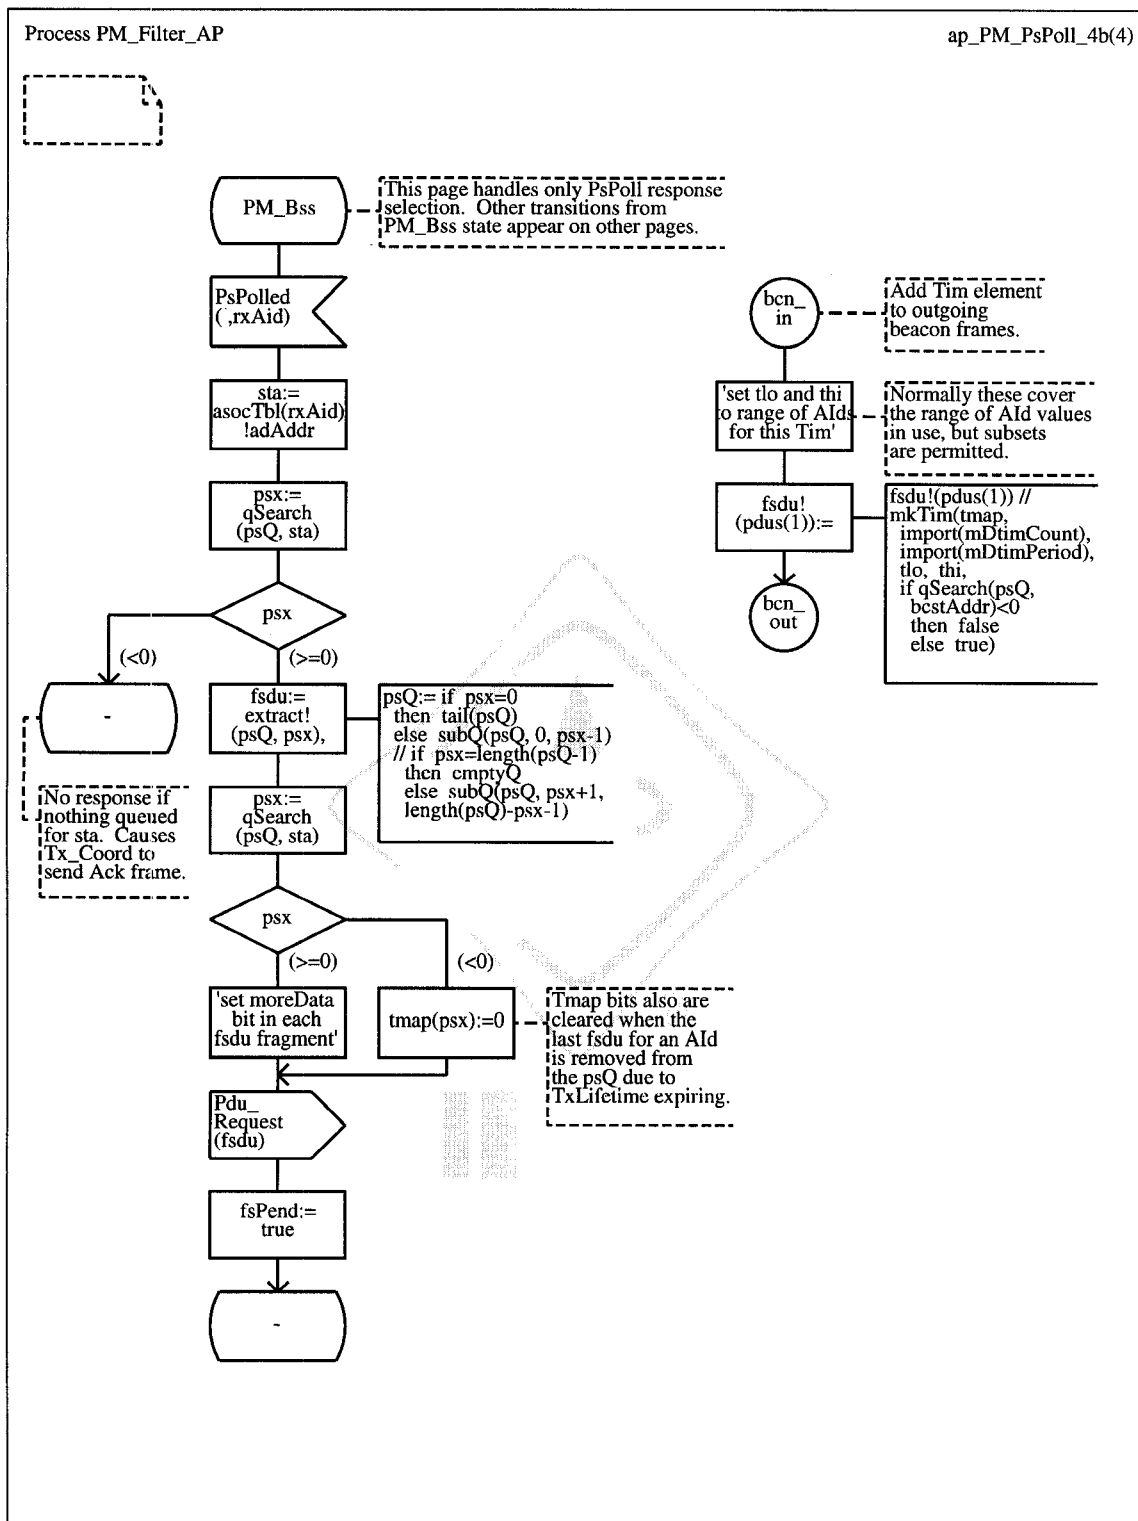 Process PM_Filter_AP
ap_PM_PsPoll_4b(4)
PM_Bss
This page handles only PsPoll response
selection. Other transitions from
PM_Bss state appear on other pages.
PsPolled
( ,rxAid)
sta:=
asocTbl(rxAid)
!adAddr
psx:=
qSearch
(psQ, sta)
psx
(<0)
(>=0)
-
No response if
nothing queued
for sta. Causes
Tx_Coord to
send Ack frame.
fsdu:=
extract!
(psQ, psx),
psQ:= if psx=0
then tail(psQ)
else subQ(psQ, 0, psx-1)
// if psx=length(psQ-1)
then emptyQ
else subQ(psQ, psx+1,
length(psQ)-psx-1)
psx:=
qSearch
(psQ, sta)
psx
(>=0)
(<0)
'set moreData
bit in each
fsdu fragment'
tmap(psx):=0
Tmap bits also are
cleared when the
last fsdu for an AId
is removed from
the psQ due to
TxLifetime expiring.
Pdu_
Request
(fsdu)
fsPend:=
true
-
bcn_
in
Add Tim element
to outgoing
beacon frames.
'set tlo and thi
to range of AIds
for this Tim'
Normally these cover
the range of AId values
in use, but subsets
are permitted.
fsdu!
(pdus(1)):=
fsdu!(pdus(1)) //
mkTim(tmap,
import(mDtimCount),
import(mDtimPeriod),
tlo, thi,
if qSearch(psQ,
bcstAddr)<0
then false
else true)
bcn_
out